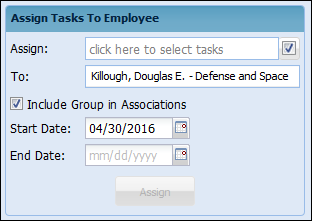 Assign Tasks To Employee
Assign: click here to select tasks
To: Killough, Douglas E. - Defense and Space
Include Group in Associations
Start Date: 04/30/2016
End Date: mm/dd/yyyy
Assign